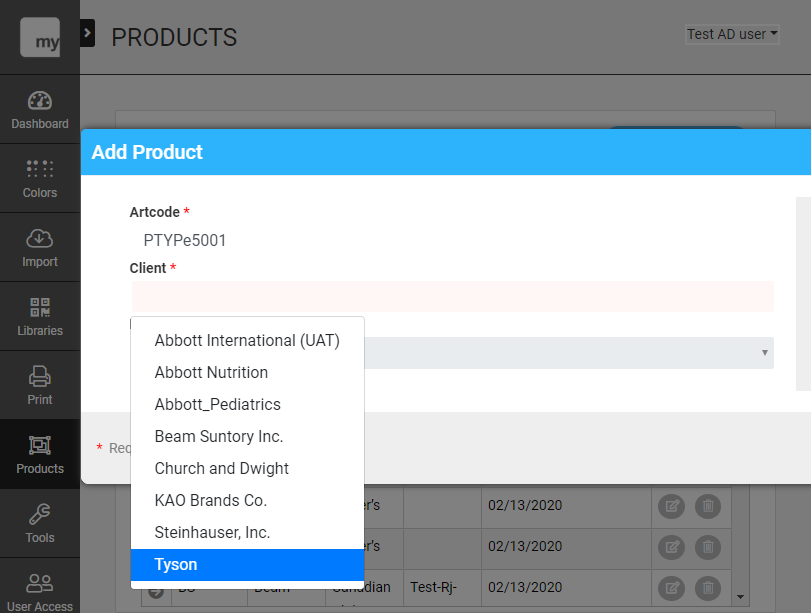 my
PRODUCTS
Test AD user
Dashboard
Colors
Import
Libraries
Print
Products
Tools
User Access
Add Product
Artcode *
PTYPe5001
Client *
Abbott International (UAT)
Abbott Nutrition
Abbott_Pediatrics
Beam Suntory Inc.
Church and Dwight
KAO Brands Co.
Steinhauser, Inc.
Tyson
*
er's 02/13/2020
er's 02/13/2020
Canadian Test-Rj- 02/13/2020